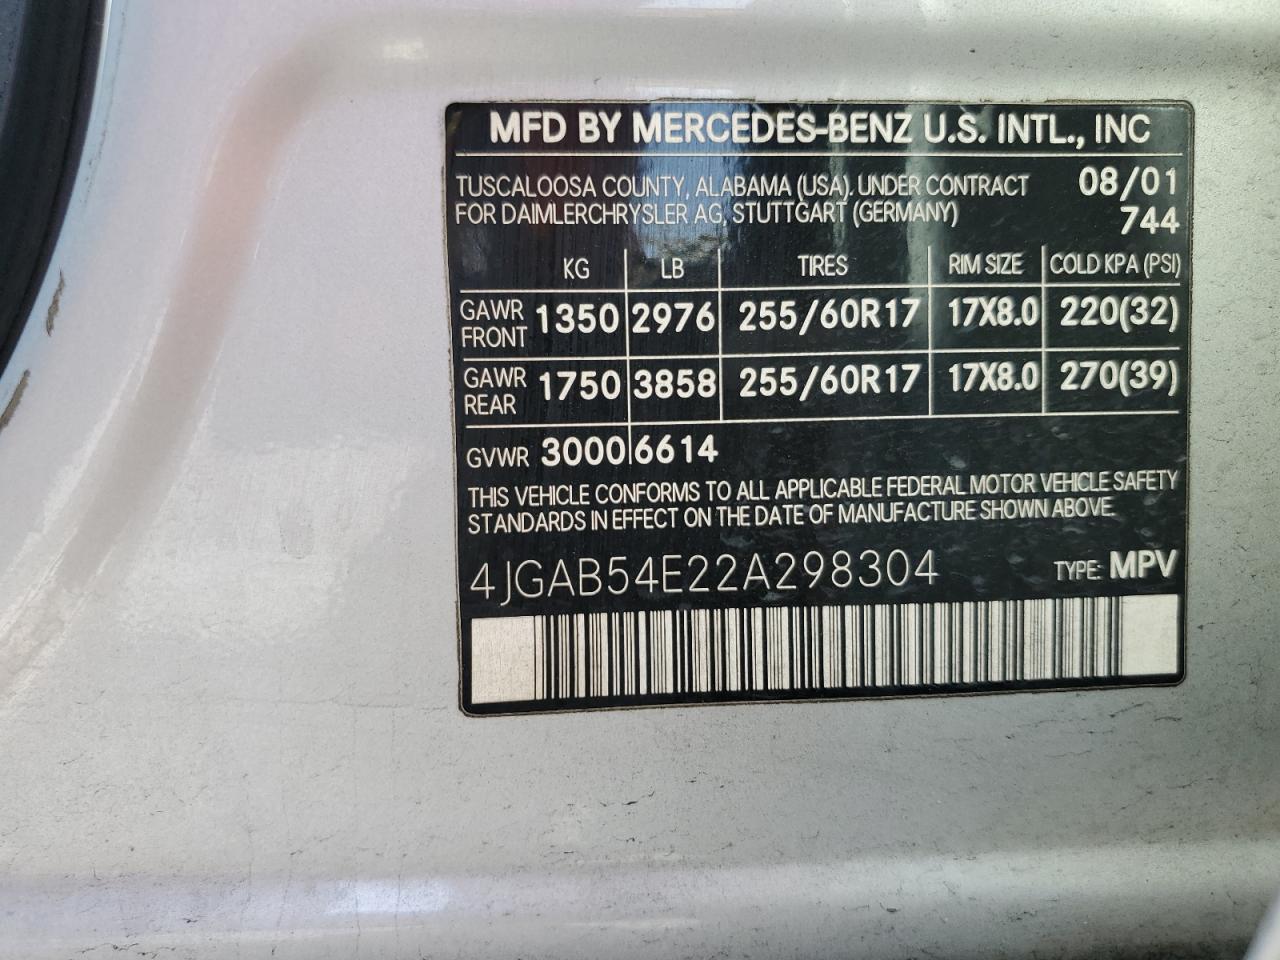 MFD BY MERCEDES-BENZ U.S. INTL., INC
TUSCALOOSA COUNTY, ALABAMA (USA). UNDER CONTRACT 08/01
FOR DAIMLERCHRYSLER AG, STUTTGART (GERMANY) 744
KG LB TIRES RIM SIZE COLD KPA (PSI)
GAWR FRONT 1350 2976 255/60R17 17X8.0 220(32)
GAWR REAR 1750 3858 255/60R17 17X8.0 270(39)
GVWR 3000 6614
THIS VEHICLE CONFORMS TO ALL APPLICABLE FEDERAL MOTOR VEHICLE SAFETY
STANDARDS IN EFFECT ON THE DATE OF MANUFACTURE SHOWN ABOVE.
4JGAB54E22A298304 TYPE: MPV